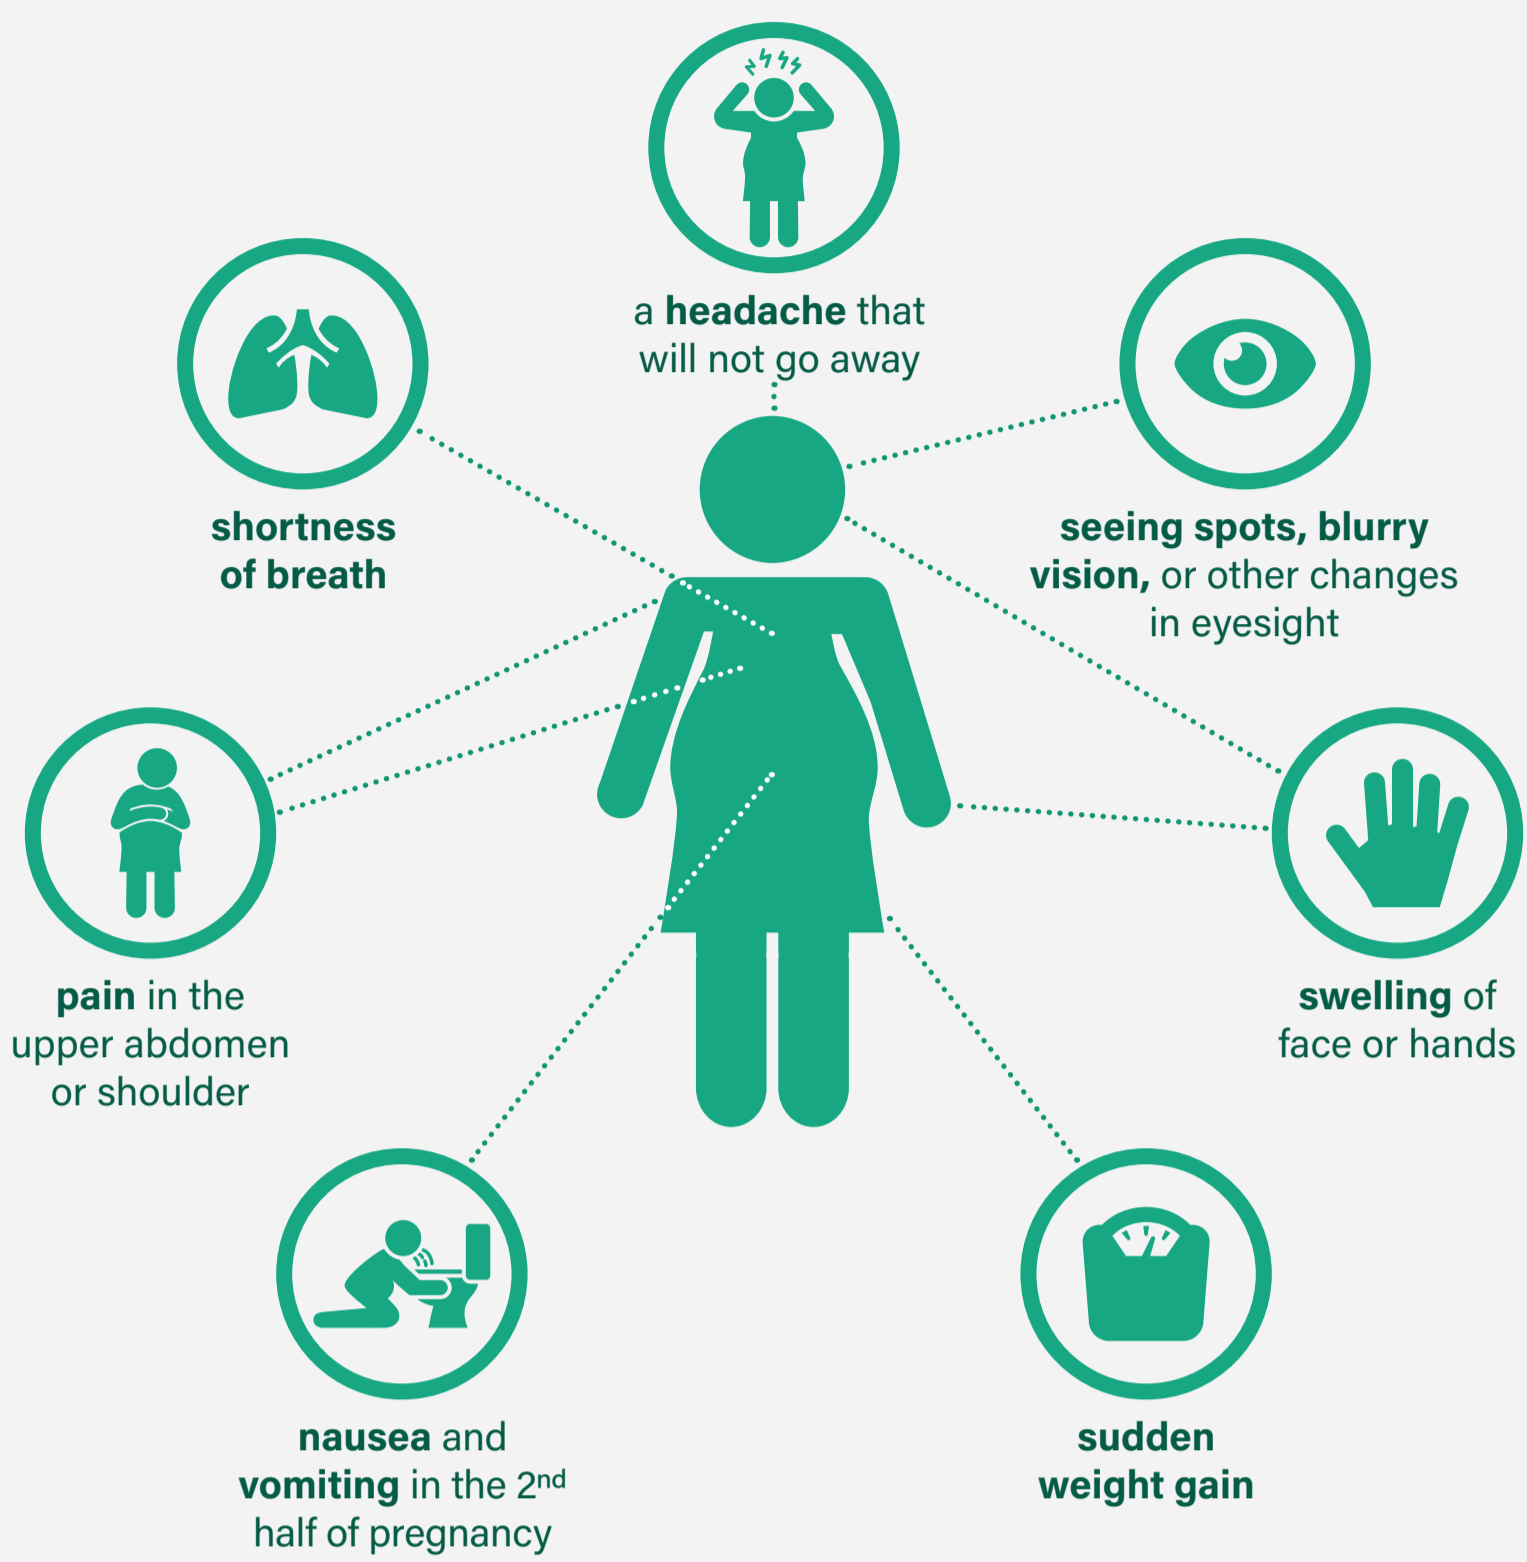 a headache that
will not go away
shortness
of breath
seeing spots, blurry
vision, or other changes
in eyesight
pain in the
upper abdomen
or shoulder
swelling of
face or hands
nausea and
vomiting in the 2nd
half of pregnancy
sudden
weight gain